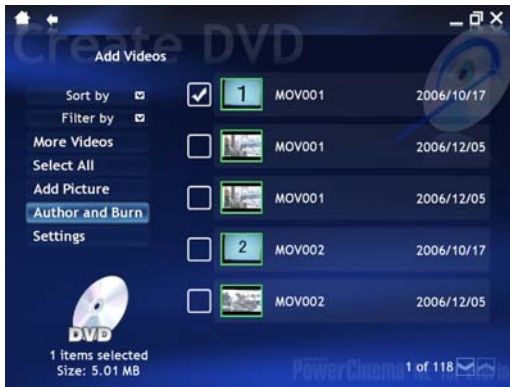 Create DVD
Add Videos
Sort by
Filter by
More Videos
Select All
Add Picture
Author and Burn
Settings
DVD
1 items selected
Size: 5.01 MB
1 MOV001 2006/10/17
MOV001 2006/12/05
MOV001 2006/12/05
2 MOV002 2006/10/17
MOV002 2006/12/05
PowerCinema
1 of 118